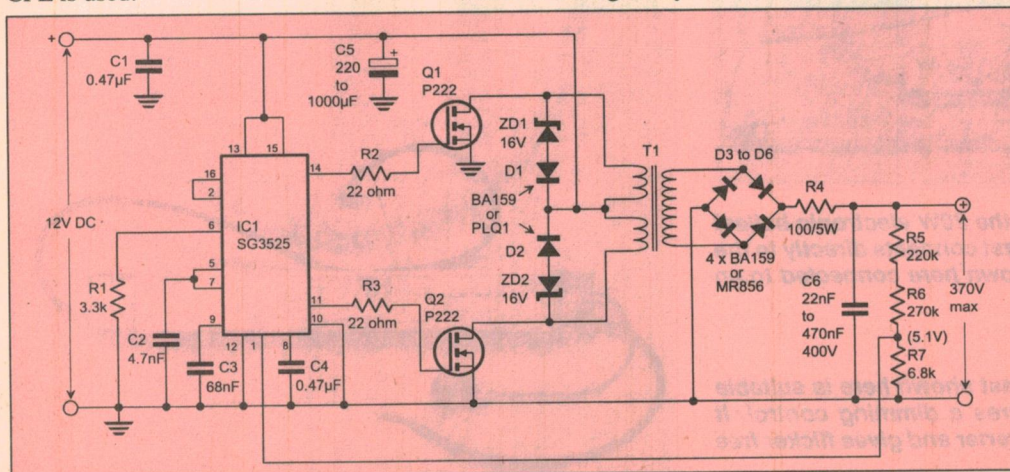 +
C1
0.47µF
C5
220
to
1000µF
+
Q1
P222
ZD1
16V
T1
D3 to D6
R4
100/5W
+
13
15
14
R2
22 ohm
D1
BA159
or
PLQ1
D2
16
2
12V DC
6
IC1
SG3525
R1
3.3k
5
7
11
R3
22 ohm
Q2
P222
ZD2
16V
4 x BA159
or
MR856
C6
22nF
to
470nF
400V
R5
220k
R6
270k
370V
max
(5.1V)
R7
6.8k
9
10
12
1
8
C2
4.7nF
C3
68nF
C4
0.47µF